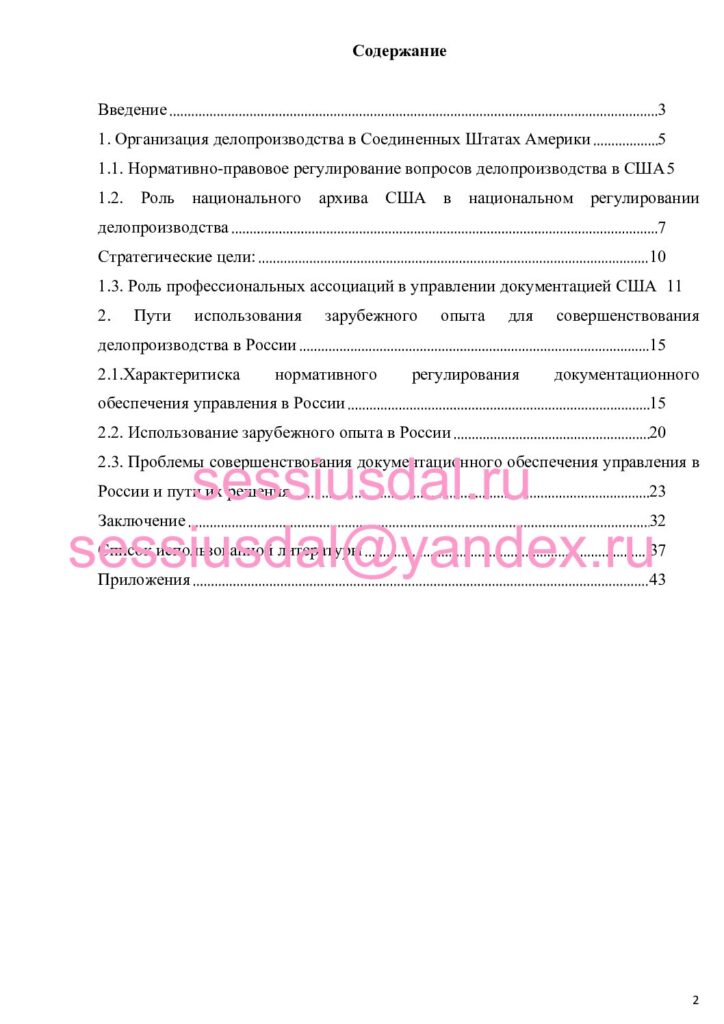 Содержание
Введение 3
1. Организация делопроизводства в Соединенных Штатах Америки 5
1.1. Нормативно-правовое регулирование вопросов делопроизводства в США 5
1.2. Роль национального архива США в национальном регулировании
делопроизводства 7
Стратегические цели: 10
1.3. Роль профессиональных ассоциаций в управлении документацией США 11
2. Пути использования зарубежного опыта для совершенствования
делопроизводства в России 15
2.1.Характеритиска нормативного регулирования документационного
обеспечения управления в России 15
2.2. Использование зарубежного опыта в России 20
2.3. Проблемы совершенствования документационного обеспечения управления в
sessiusdal.ru
России и пути их решения 23
Заключение 32
sessiusdal@yandex.ru
Список использованной литературы 37
Приложения 43
2